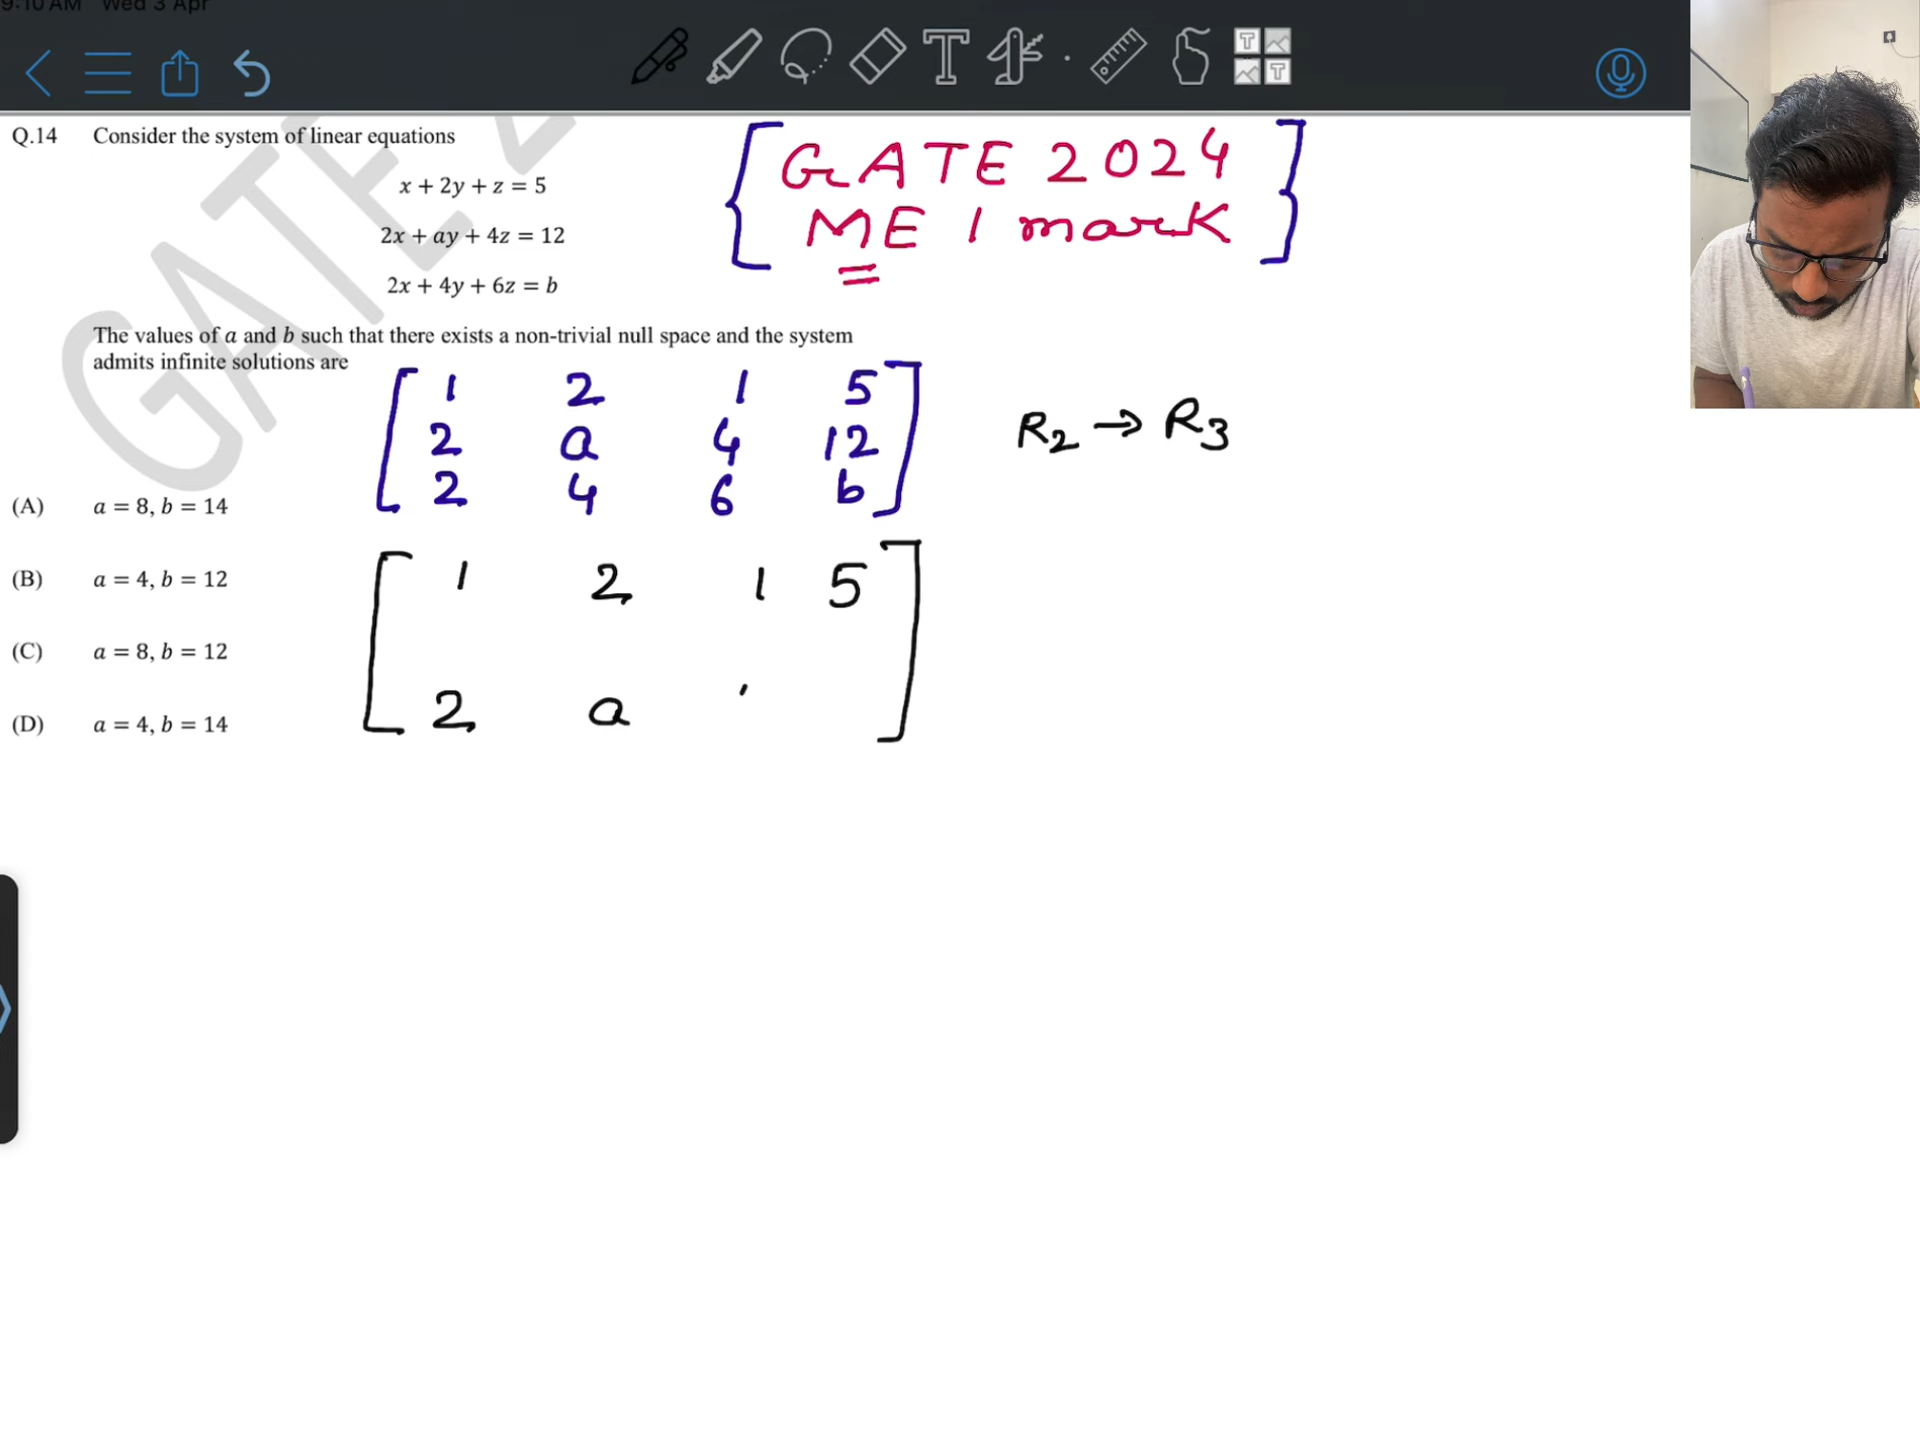 9:10 AM Wed 3 Apr
Q.14 Consider the system of linear equations
x + 2y + z = 5
2x + ay + 4z = 12
2x + 4y + 6z = b
GATE 2024
ME 1 mark
The values of a and b such that there exists a non-trivial null space and the system
admits infinite solutions are
1 2 1 5
2 a 4 12
2 4 6 b
R2 → R3
(A) a = 8, b = 14
(B) a = 4, b = 12
(C) a = 8, b = 12
(D) a = 4, b = 14
1 2 1 5
2 a
GATE 2